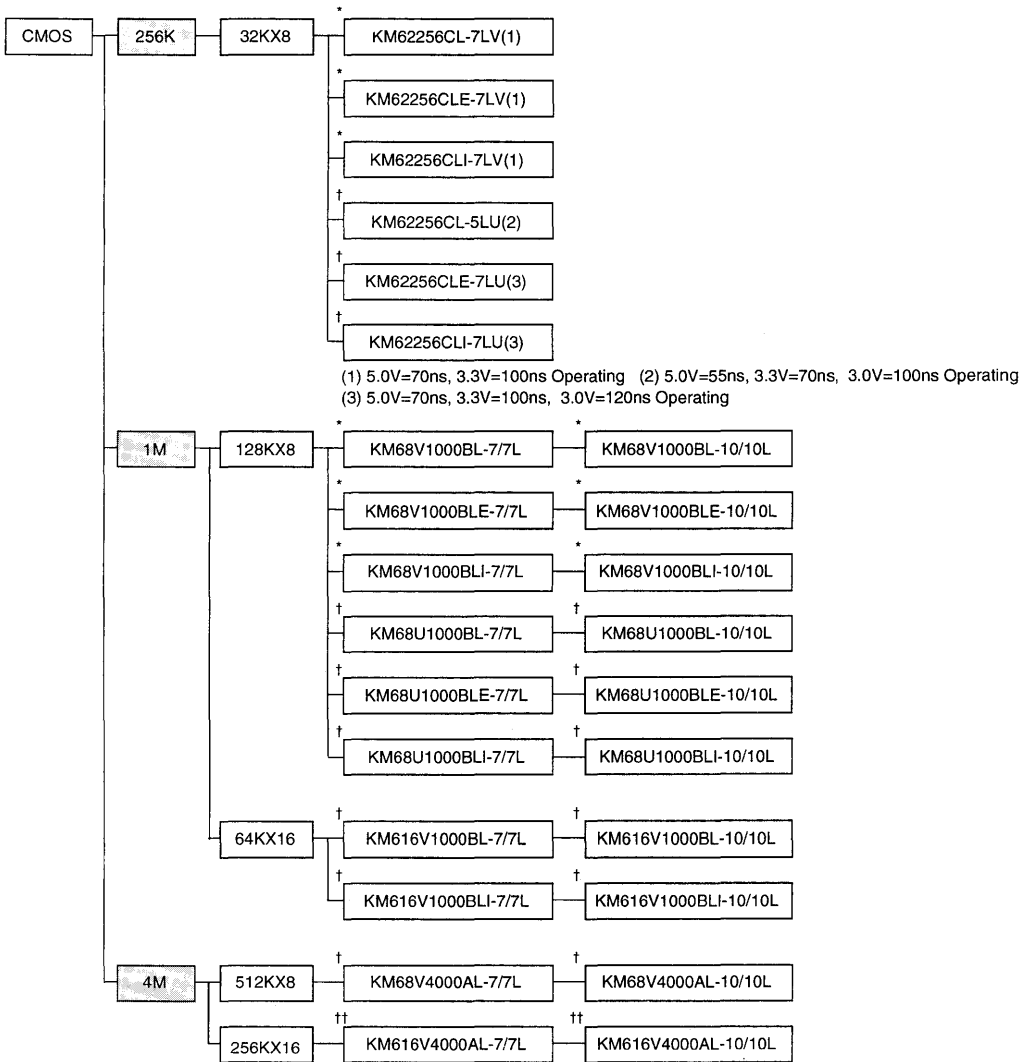 *
CMOS 256K 32KX8 KM62256CL-7LV(1)
*
KM62256CLE-7LV(1)
*
KM62256CLI-7LV(1)
†
KM62256CL-5LU(2)
†
KM62256CLE-7LU(3)
†
KM62256CLI-7LU(3)
(1) 5.0V=70ns, 3.3V=100ns Operating (2) 5.0V=55ns, 3.3V=70ns, 3.0V=100ns Operating
(3) 5.0V=70ns, 3.3V=100ns, 3.0V=120ns Operating
* *
1M 128KX8 KM68V1000BL-7/7L KM68V1000BL-10/10L
* *
KM68V1000BLE-7/7L KM68V1000BLE-10/10L
* *
KM68V1000BLI-7/7L KM68V1000BLI-10/10L
† †
KM68U1000BL-7/7L KM68U1000BL-10/10L
† †
KM68U1000BLE-7/7L KM68U1000BLE-10/10L
† †
KM68U1000BLI-7/7L KM68U1000BLI-10/10L
† †
64KX16 KM616V1000BL-7/7L KM616V1000BL-10/10L
† †
KM616V1000BLI-7/7L KM616V1000BLI-10/10L
† †
4M 512KX8 KM68V4000AL-7/7L KM68V4000AL-10/10L
†† ††
256KX16 KM616V4000AL-7/7L KM616V4000AL-10/10L